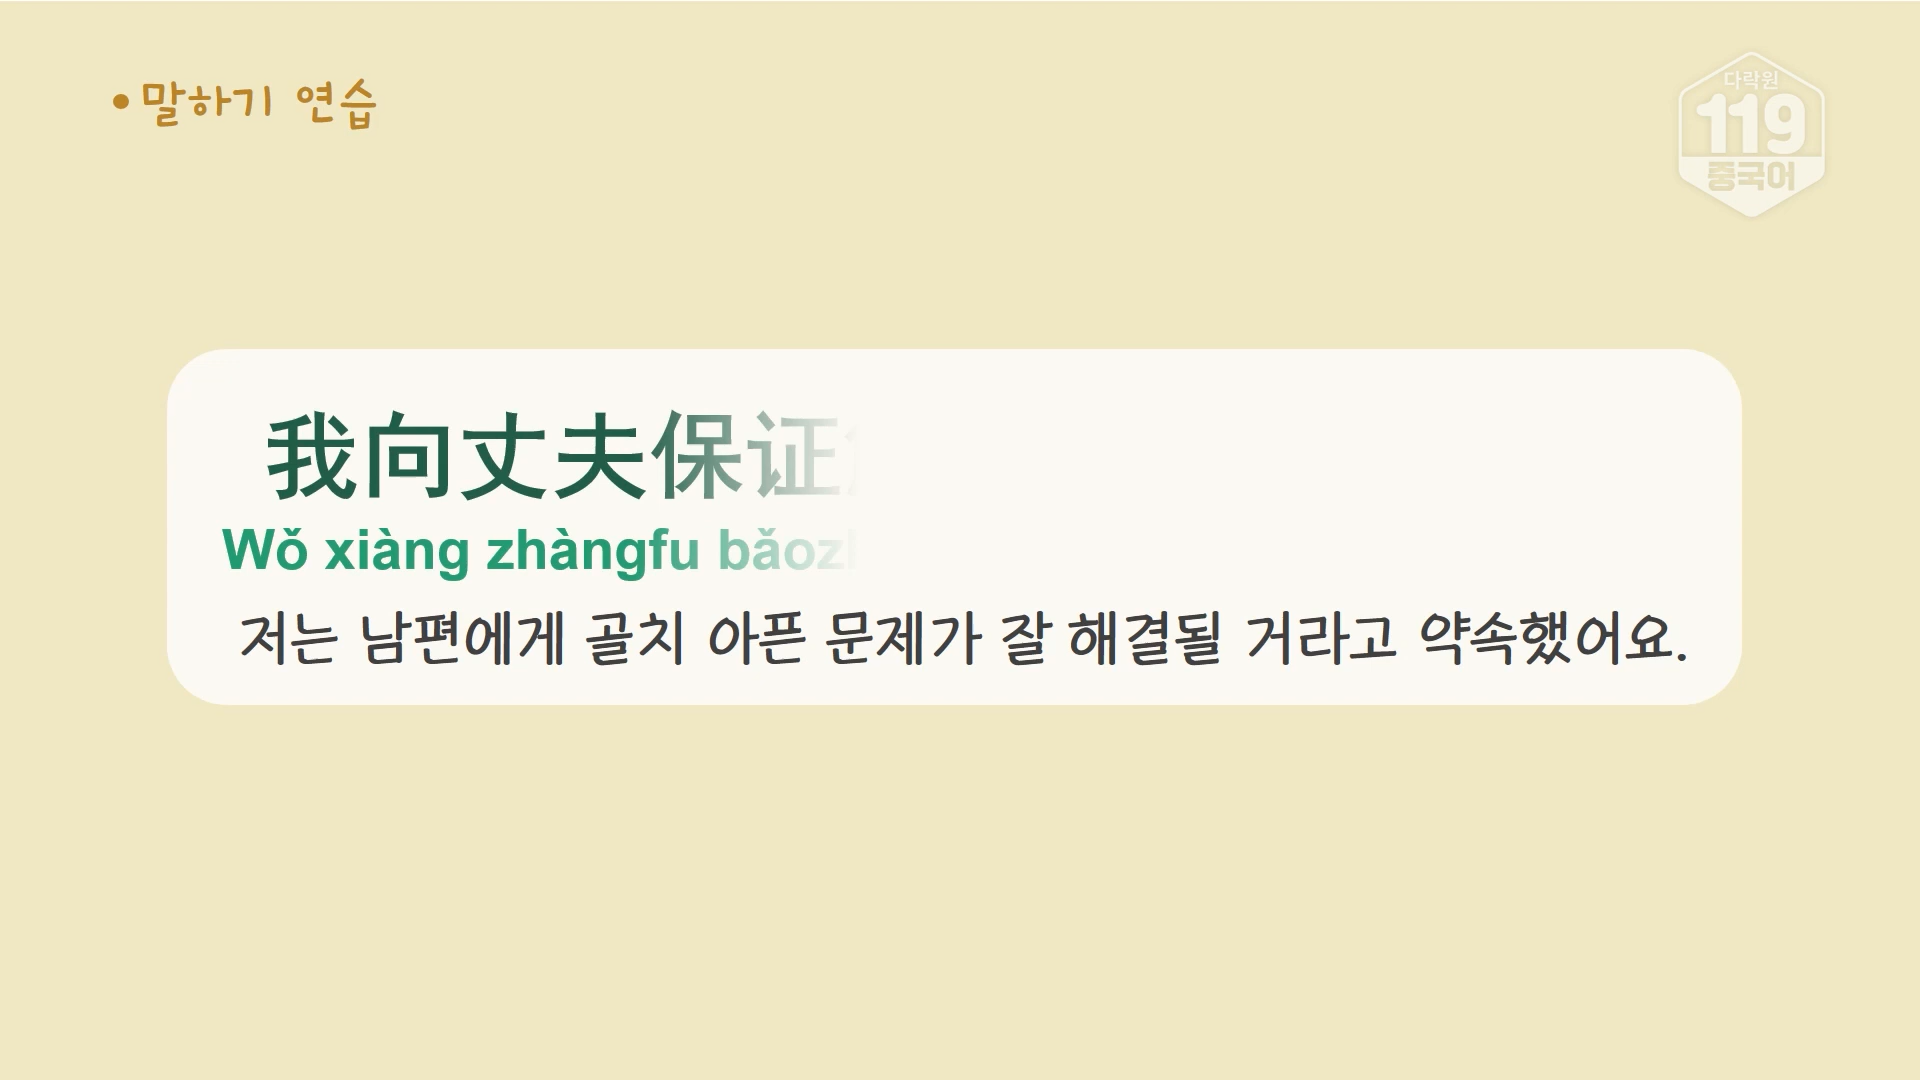 • 말하기 연습
다락원
119
중국어
我向丈夫保证
Wǒ xiàng zhàngfu
저는 남편에게 골치 아픈 문제가 잘 해결될 거라고 약속했어요.